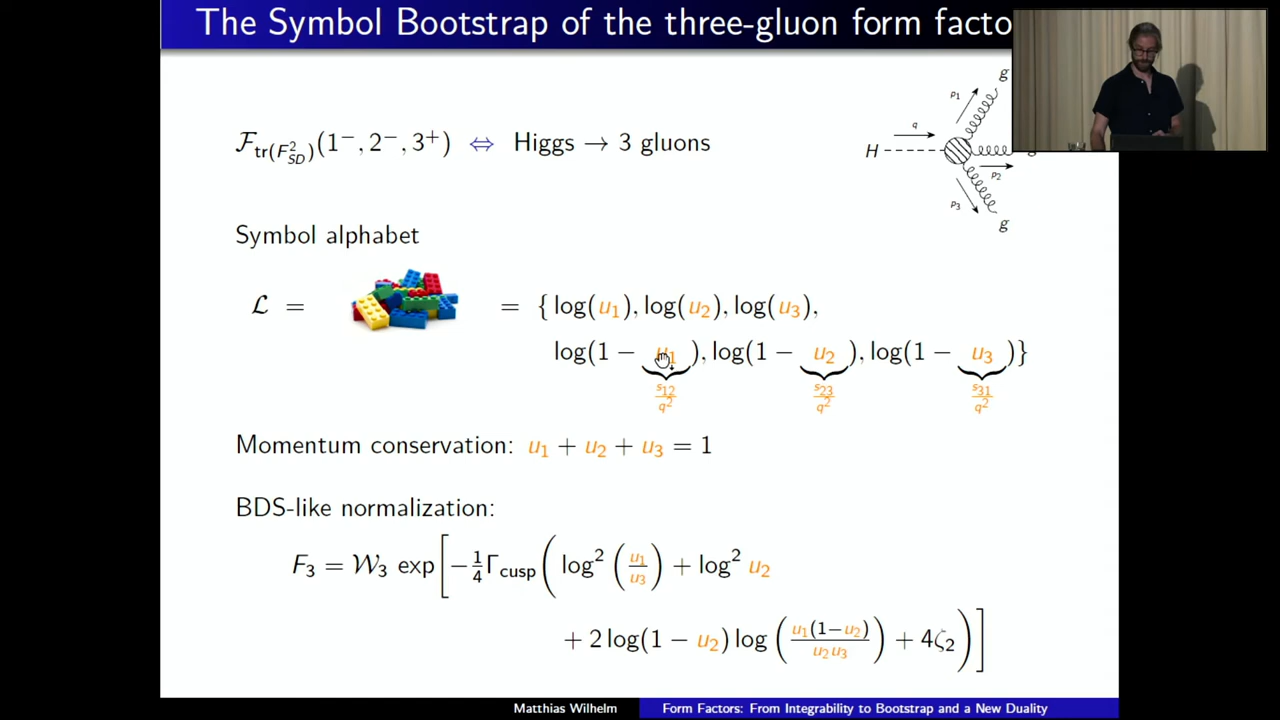 The Symbol Bootstrap of the three-gluon form facto
g
p1
q
H
p2
p3
g
F_tr(F²_SD)(1⁻, 2⁻, 3⁺) ⇔ Higgs → 3 gluons
Symbol alphabet
ℒ = = { log(u₁), log(u₂), log(u₃),
log(1 − u₁), log(1 − u₂), log(1 − u₃)}
s₁₂/q² s₂₃/q² s₃₁/q²
Momentum conservation: u₁ + u₂ + u₃ = 1
BDS-like normalization:
F₃ = 𝒲₃ exp[−¼Γcusp(log²(u₁/u₃) + log² u₂
+ 2 log(1 − u₂) log(u₁(1−u₂)/u₂u₃) + 4ζ₂)]
Matthias Wilhelm Form Factors: From Integrability to Bootstrap and a New Duality